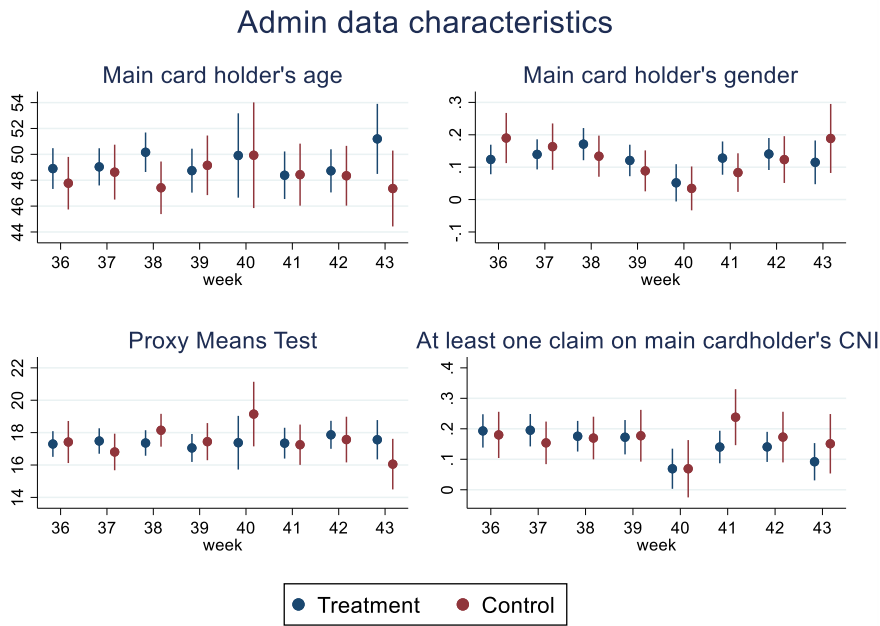 Admin data characteristics
Main card holder's age
54
52
50
48
46
44
36 37 38 39 40 41 42 43
week
Main card holder's gender
.3
.2
.1
0
-.1
36 37 38 39 40 41 42 43
week
Proxy Means Test
22
20
18
16
14
36 37 38 39 40 41 42 43
week
At least one claim on main cardholder's CNI
.4
.3
.2
.1
0
36 37 38 39 40 41 42 43
week
Treatment Control